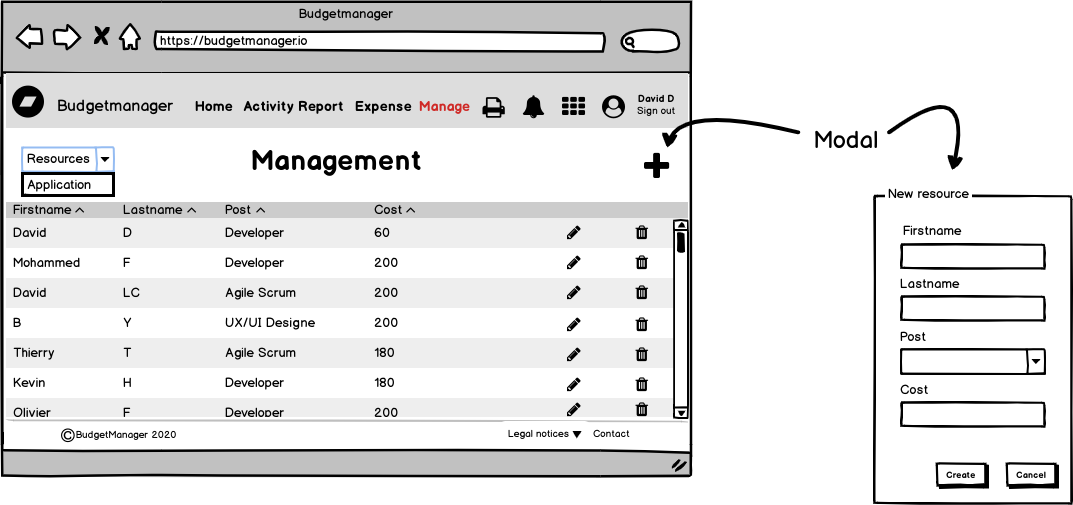 Budgetmanager
https://budgetmanager.io
Budgetmanager Home Activity Report Expense Manage David D
Sign out
Modal
Resources
Management
Application
Firstname Lastname Post Cost
David D Developer 60
Mohammed F Developer 200
David LC Agile Scrum 200
B Y UX/UI Designe 200
Thierry T Agile Scrum 180
Kevin H Developer 180
Olivier F Developer 200
©BudgetManager 2020 Legal notices ▼ Contact
New resource
Firstname
Lastname
Post
Cost
Create Cancel